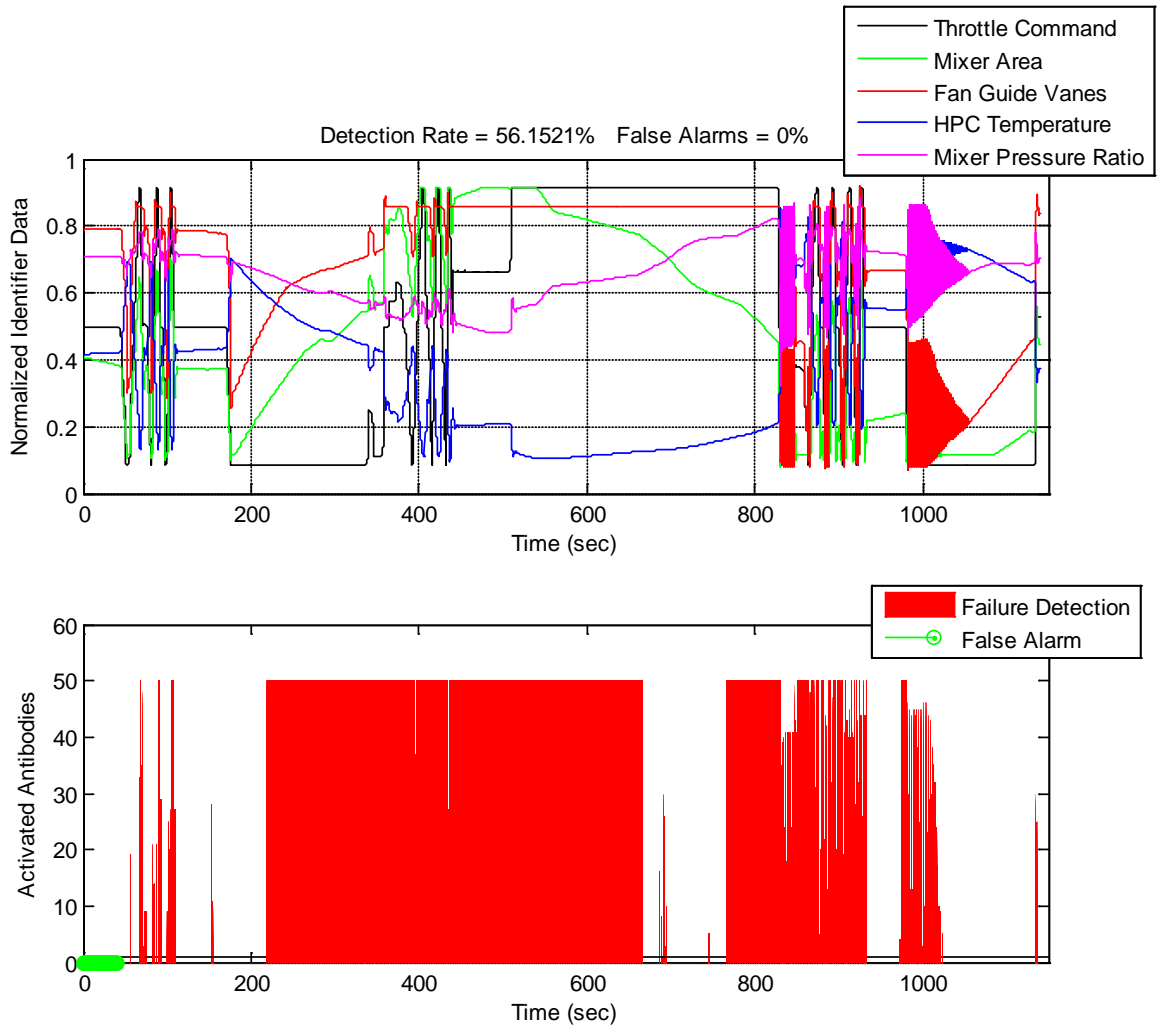 Throttle Command
Mixer Area
Fan Guide Vanes
HPC Temperature
Mixer Pressure Ratio
Detection Rate = 56.1521% False Alarms = 0%
Normalized Identifier Data
1
0.8
0.6
0.4
0.2
0
0 200 400 600 800 1000
Time (sec)
Failure Detection
False Alarm
Activated Antibodies
60
50
40
30
20
10
0
0 200 400 600 800 1000
Time (sec)